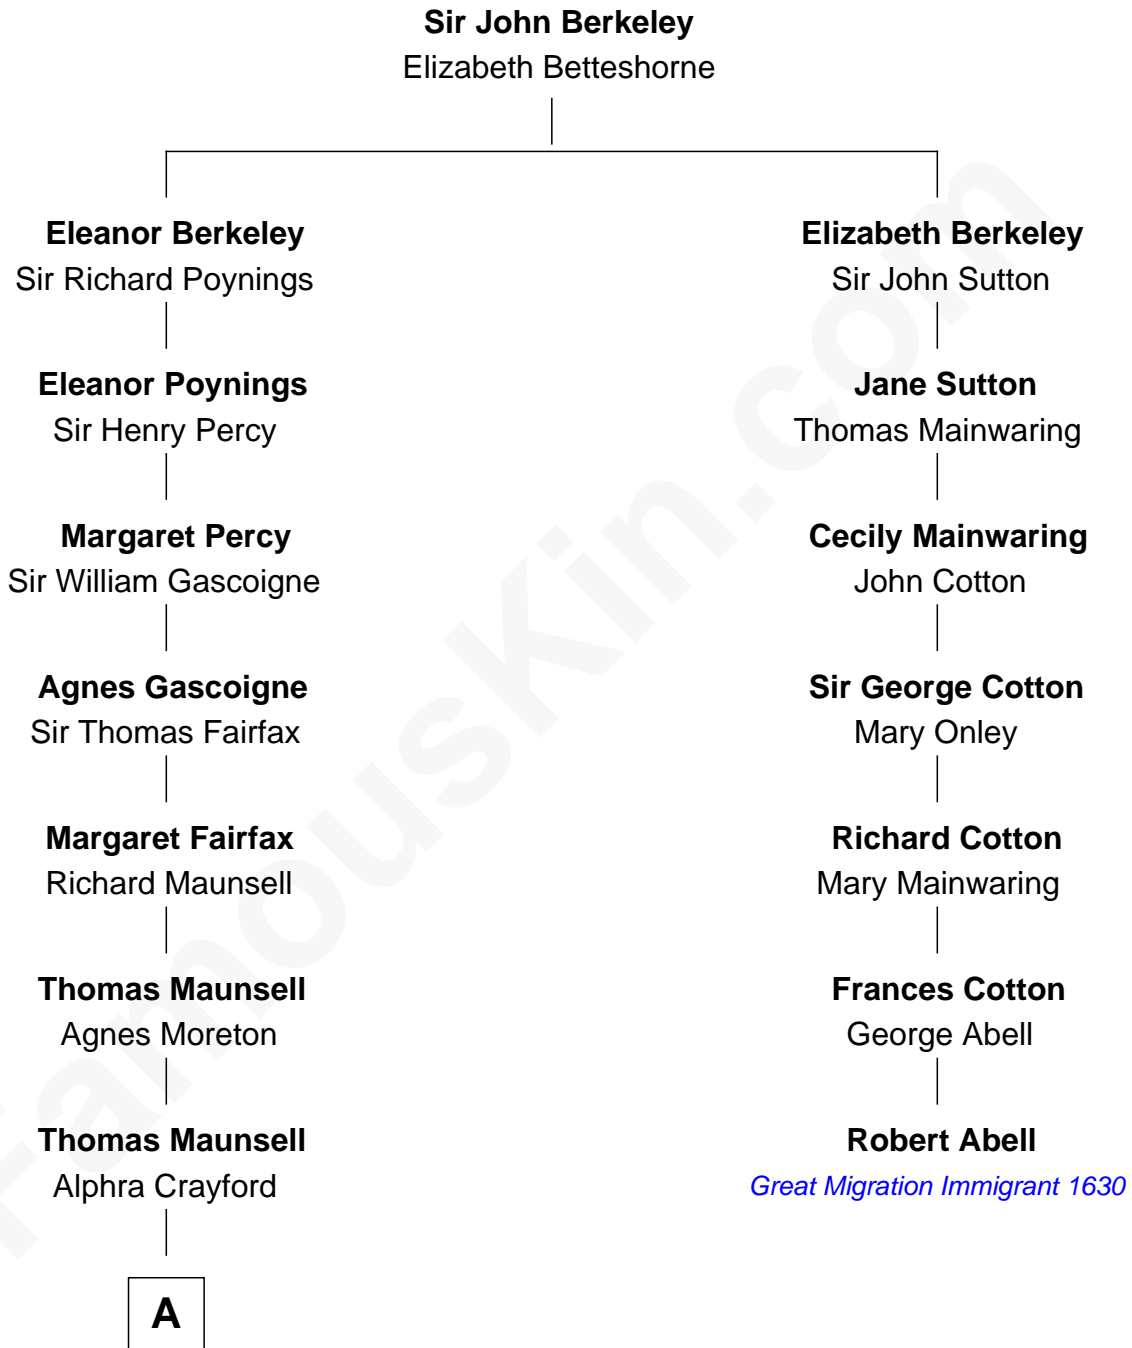 Sir John Berkeley
Elizabeth Betteshorne
Eleanor Berkeley
Sir Richard Poynings
Elizabeth Berkeley
Sir John Sutton
Eleanor Poynings
Sir Henry Percy
Jane Sutton
Thomas Mainwaring
Margaret Percy
Sir William Gascoigne
Cecily Mainwaring
John Cotton
Agnes Gascoigne
Sir Thomas Fairfax
Sir George Cotton
Mary Onley
Margaret Fairfax
Richard Maunsell
Richard Cotton
Mary Mainwaring
Thomas Maunsell
Agnes Moreton
Frances Cotton
George Abell
Thomas Maunsell
Alphra Crayford
Robert Abell
Great Migration Immigrant 1630
A
FamousKin.com